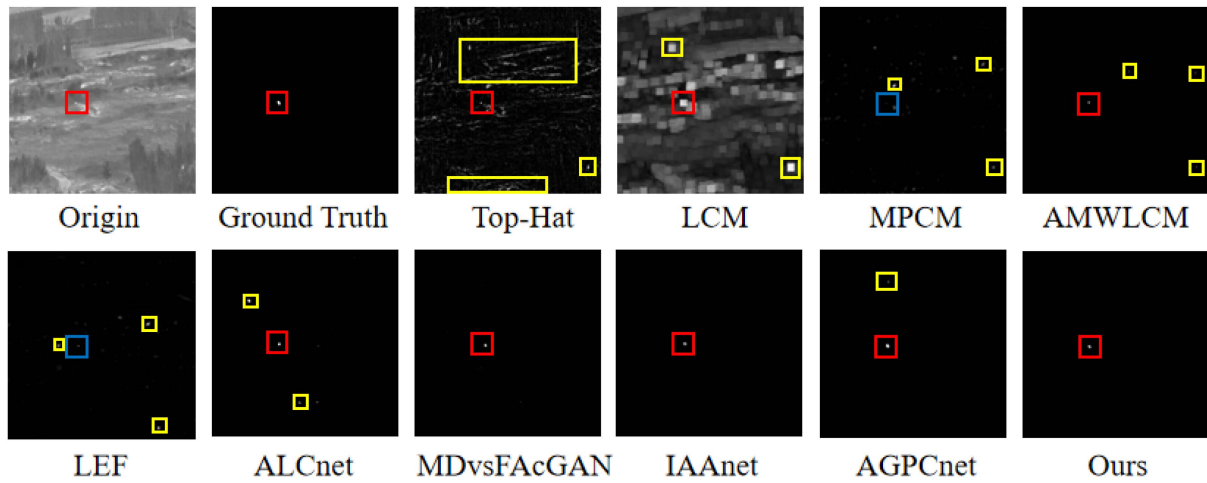 Origin
Ground Truth
Top-Hat
LCM
MPCM
AMWLCM
LEF
ALCnet
MDvsFAcGAN
IAAnet
AGPCnet
Ours